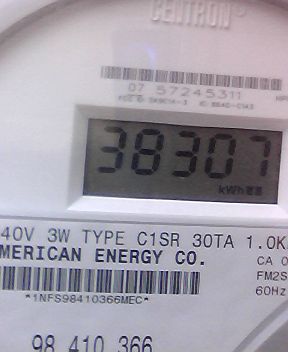 CENTRON®
07 57245311
38307
kWh
40V 3W TYPE C1SR 30TA 1.0K
MERICAN ENERGY CO.
CA 0
FM2S
*1NFS98410366MEC*
60Hz
98 410 366